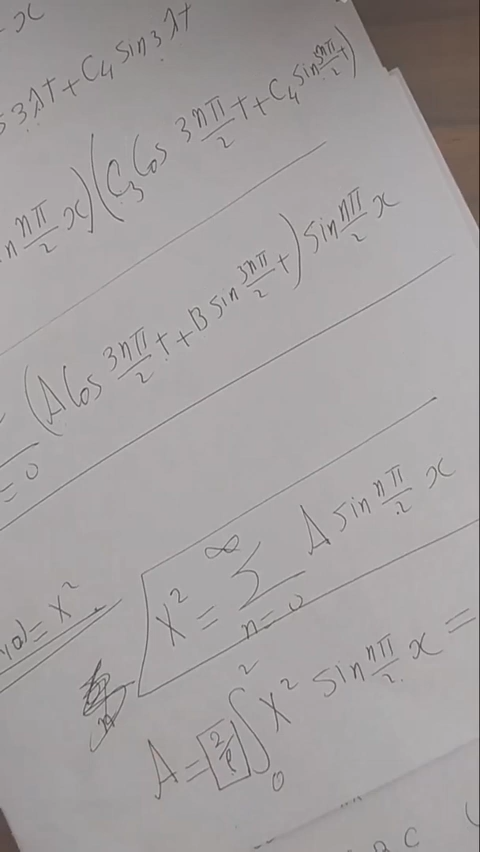 - x
s 3λt + C₄ sin 3λt
n nπ/2 x)(C₃ Cos 3nπ/2 t + C₄ sin 3nπ/2 t)
= (A Cos 3nπ/2 t + B sin 3nπ/2 t) sin nπ/2 x
= 0
x² = ∑_{n=0}^{∞} A sin nπ/2 x
= x²
A = 2/ℓ ∫₀² x² sin nπ/2 x =
B C